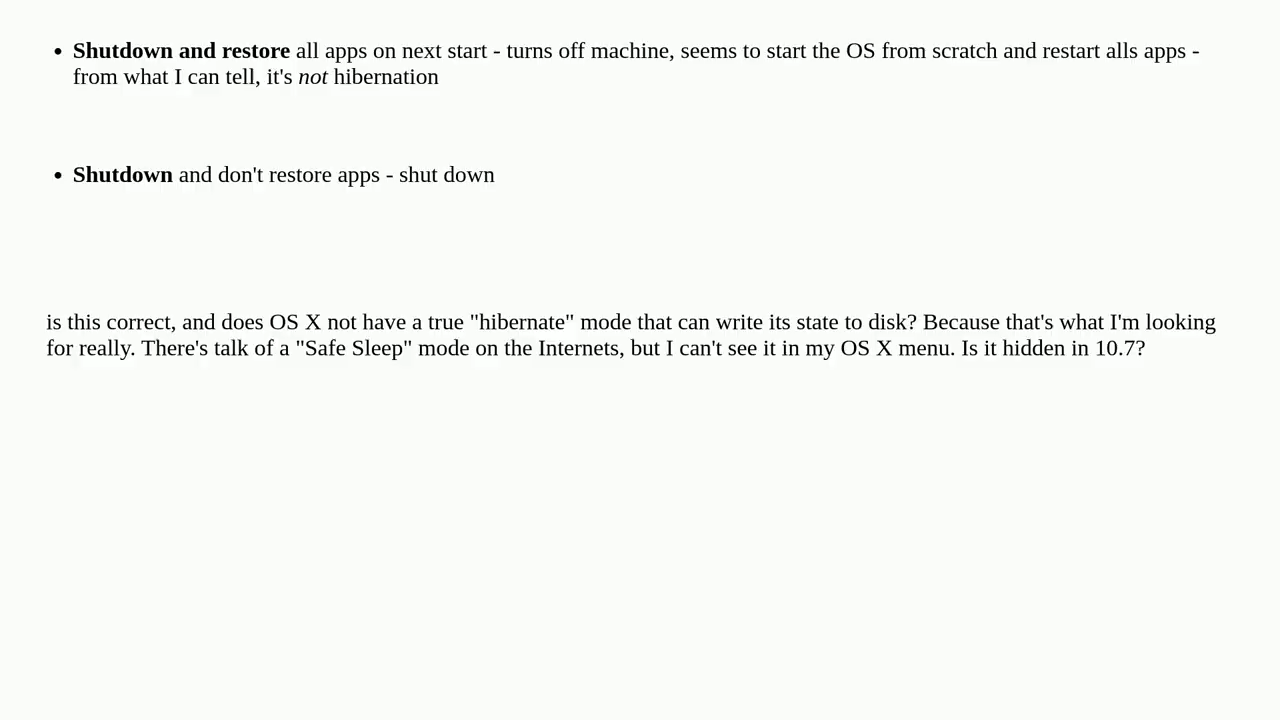 • Shutdown and restore all apps on next start - turns off machine, seems to start the OS from scratch and restart alls apps -
from what I can tell, it's not hibernation
• Shutdown and don't restore apps - shut down
is this correct, and does OS X not have a true "hibernate" mode that can write its state to disk? Because that's what I'm looking
for really. There's talk of a "Safe Sleep" mode on the Internets, but I can't see it in my OS X menu. Is it hidden in 10.7?